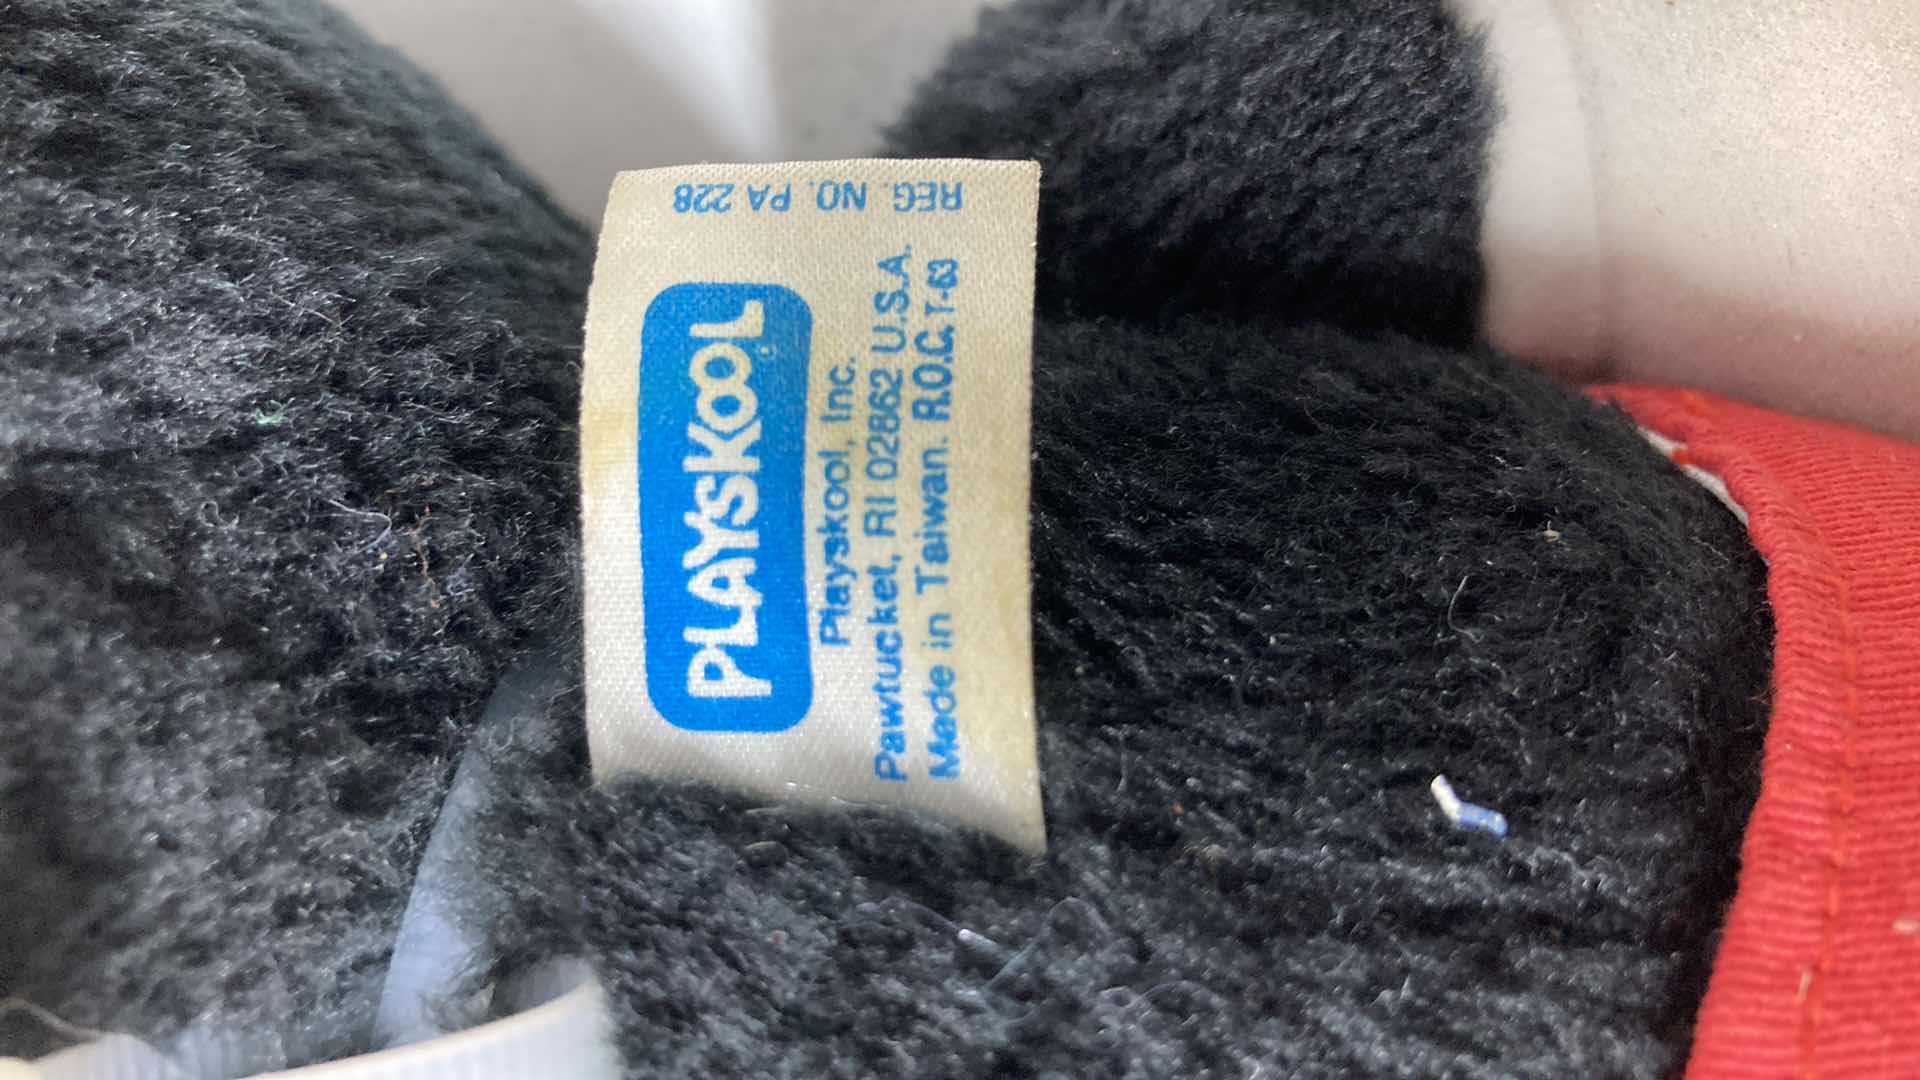 PLAYSKOOL
Playskool, Inc.
Pawtucket, RI 02862 U.S.A.
Made in Taiwan. R.O.C. T-63
REG. NO. PA 228